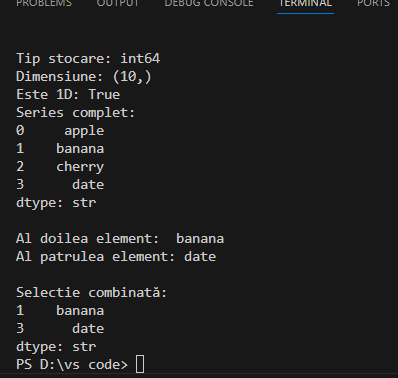 PROBLEMS OUTPUT DEBUG CONSOLE TERMINAL PORTS
Tip stocare: int64
Dimensiune: (10,)
Este 1D: True
Series complet:
0     apple
1    banana
2    cherry
3      date
dtype: str
Al doilea element:  banana
Al patrulea element: date
Selectie combinată:
1    banana
3      date
dtype: str
PS D:\vs code>